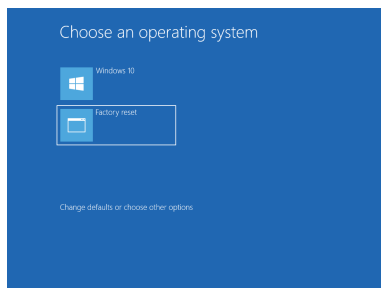 Choose an operating system
Windows 10
Factory reset
Change defaults or choose other options